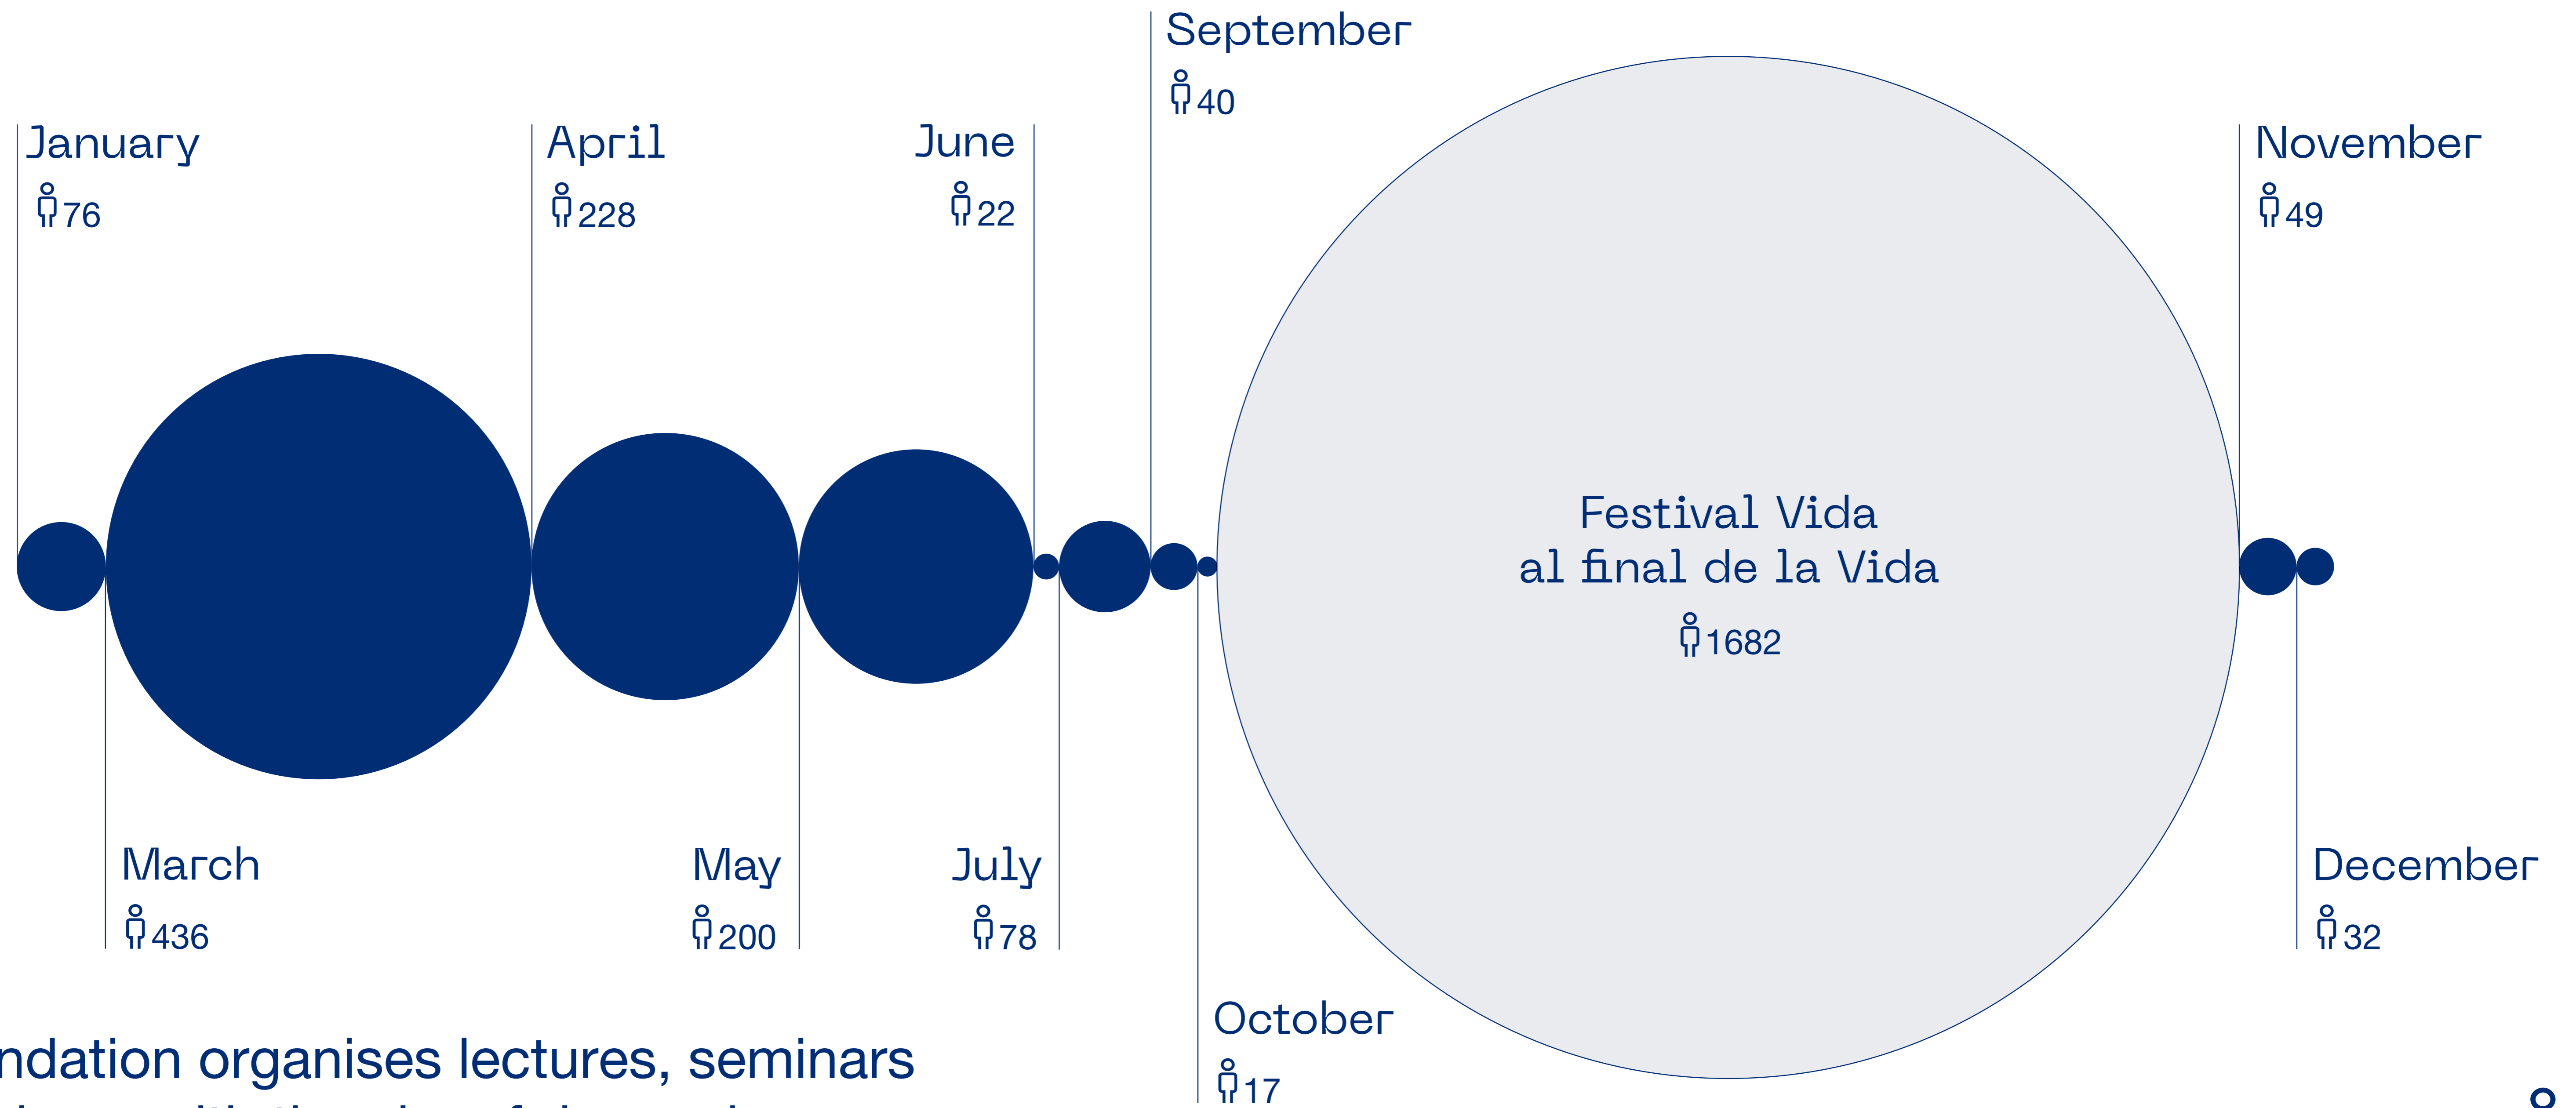 September
40
January
76
April
228
June
22
November
49
Festival Vida
al final de la Vida
1682
March
436
May
200
July
78
December
32
October
17
ndation organises lectures, seminars